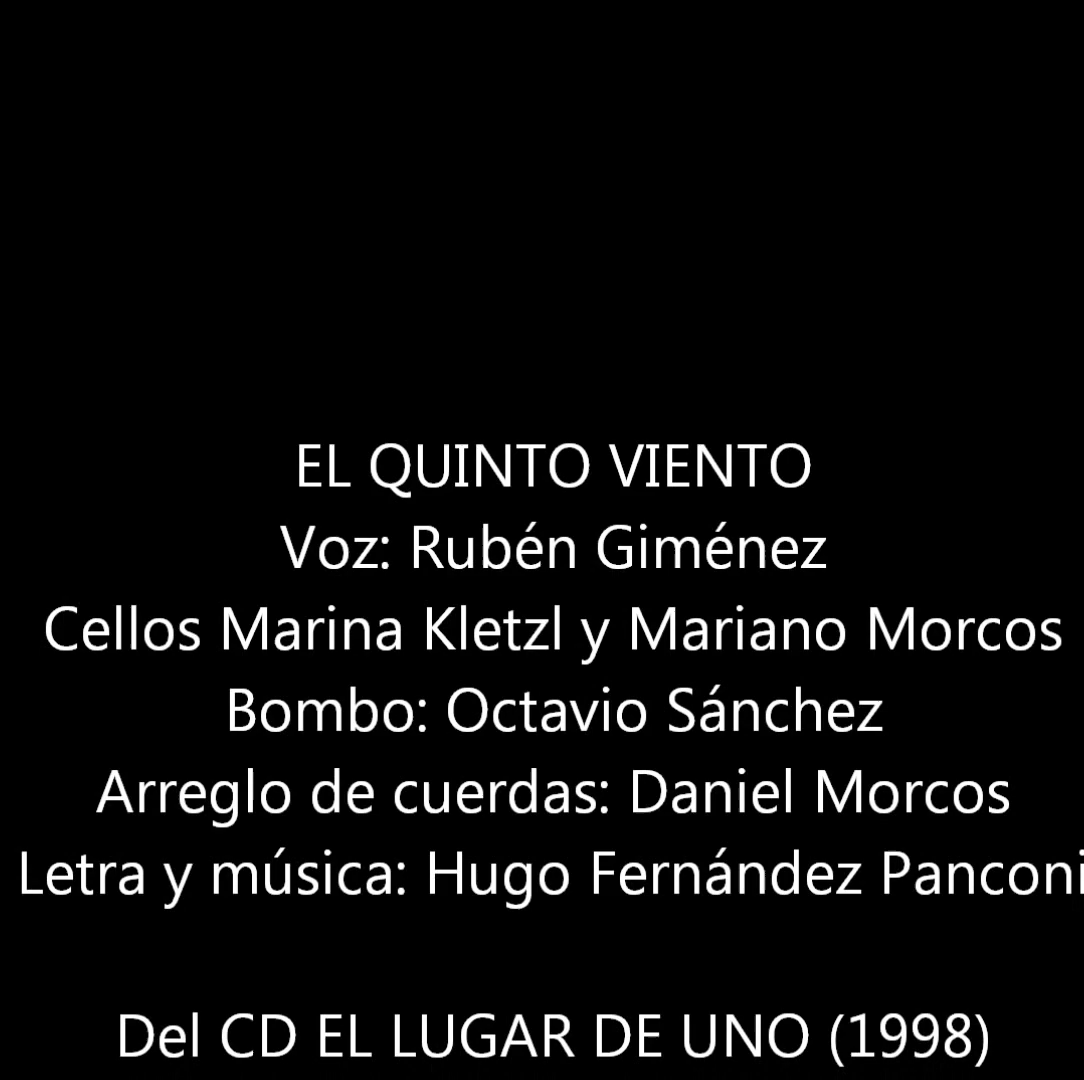 EL QUINTO VIENTO
Voz: Rubén Giménez
Cellos Marina Kletzl y Mariano Morcos
Bombo: Octavio Sánchez
Arreglo de cuerdas: Daniel Morcos
Letra y música: Hugo Fernández Panconi
Del CD EL LUGAR DE UNO (1998)